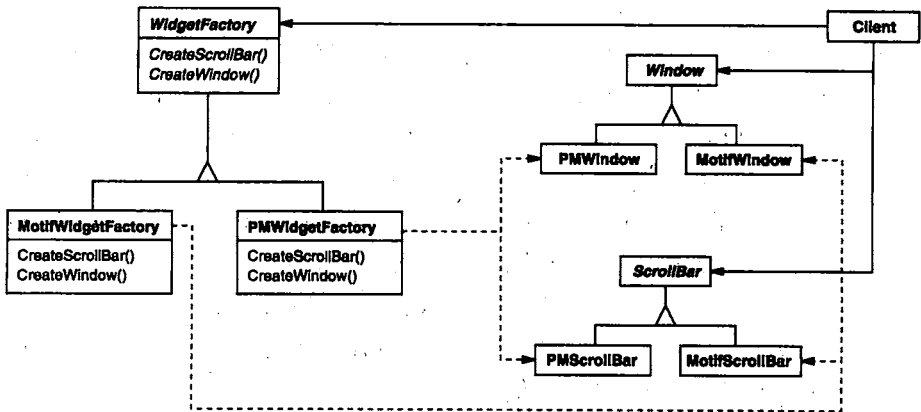 WidgetFactory
CreateScrollBar()
CreateWindow()
Client
Window
PMWindow
MotifWindow
MotifWidgetFactory
CreateScrollBar()
CreateWindow()
PMWidgetFactory
CreateScrollBar()
CreateWindow()
ScrollBar
PMScrollBar
MotifScrollBar